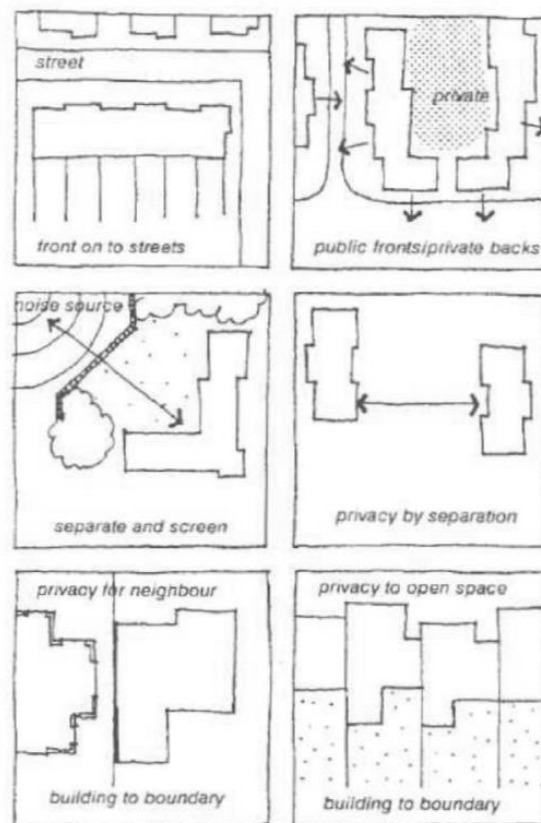 street
front on to streets
private
public fronts/private backs
noise source
separate and screen
privacy by separation
privacy for neighbour
building to boundary
privacy to open space
building to boundary